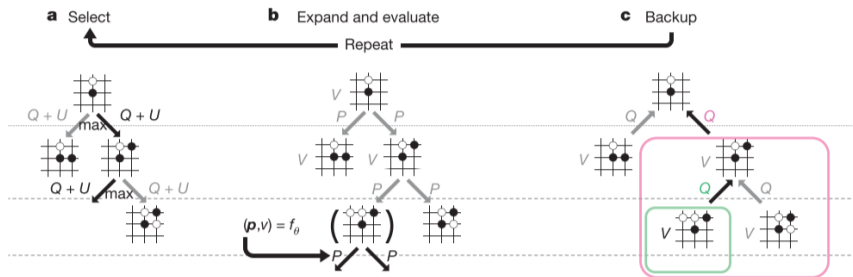 a Select
b Expand and evaluate
c Backup
Repeat
Q + U
max
Q + U
Q + U
max
Q + U
V
P
P
V
V
P
P
(p,v) = fθ
P
P
Q
Q
V
V
Q
Q
V
V